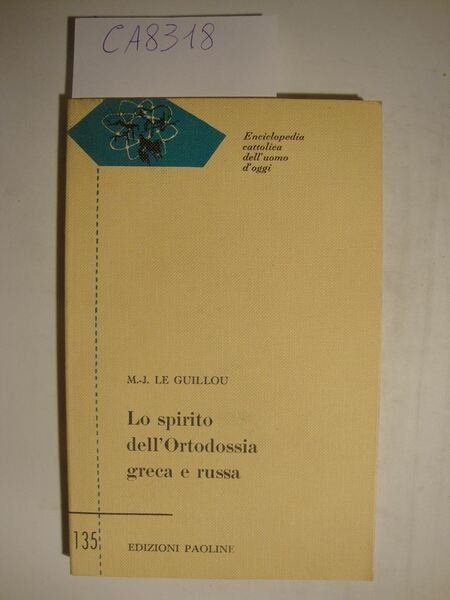 CA8318
Enciclopedia
cattolica
dell'uomo
d'oggi
M.-J. LE GUILLOU
Lo spirito
dell'Ortodossia
greca e russa
135
EDIZIONI PAOLINE